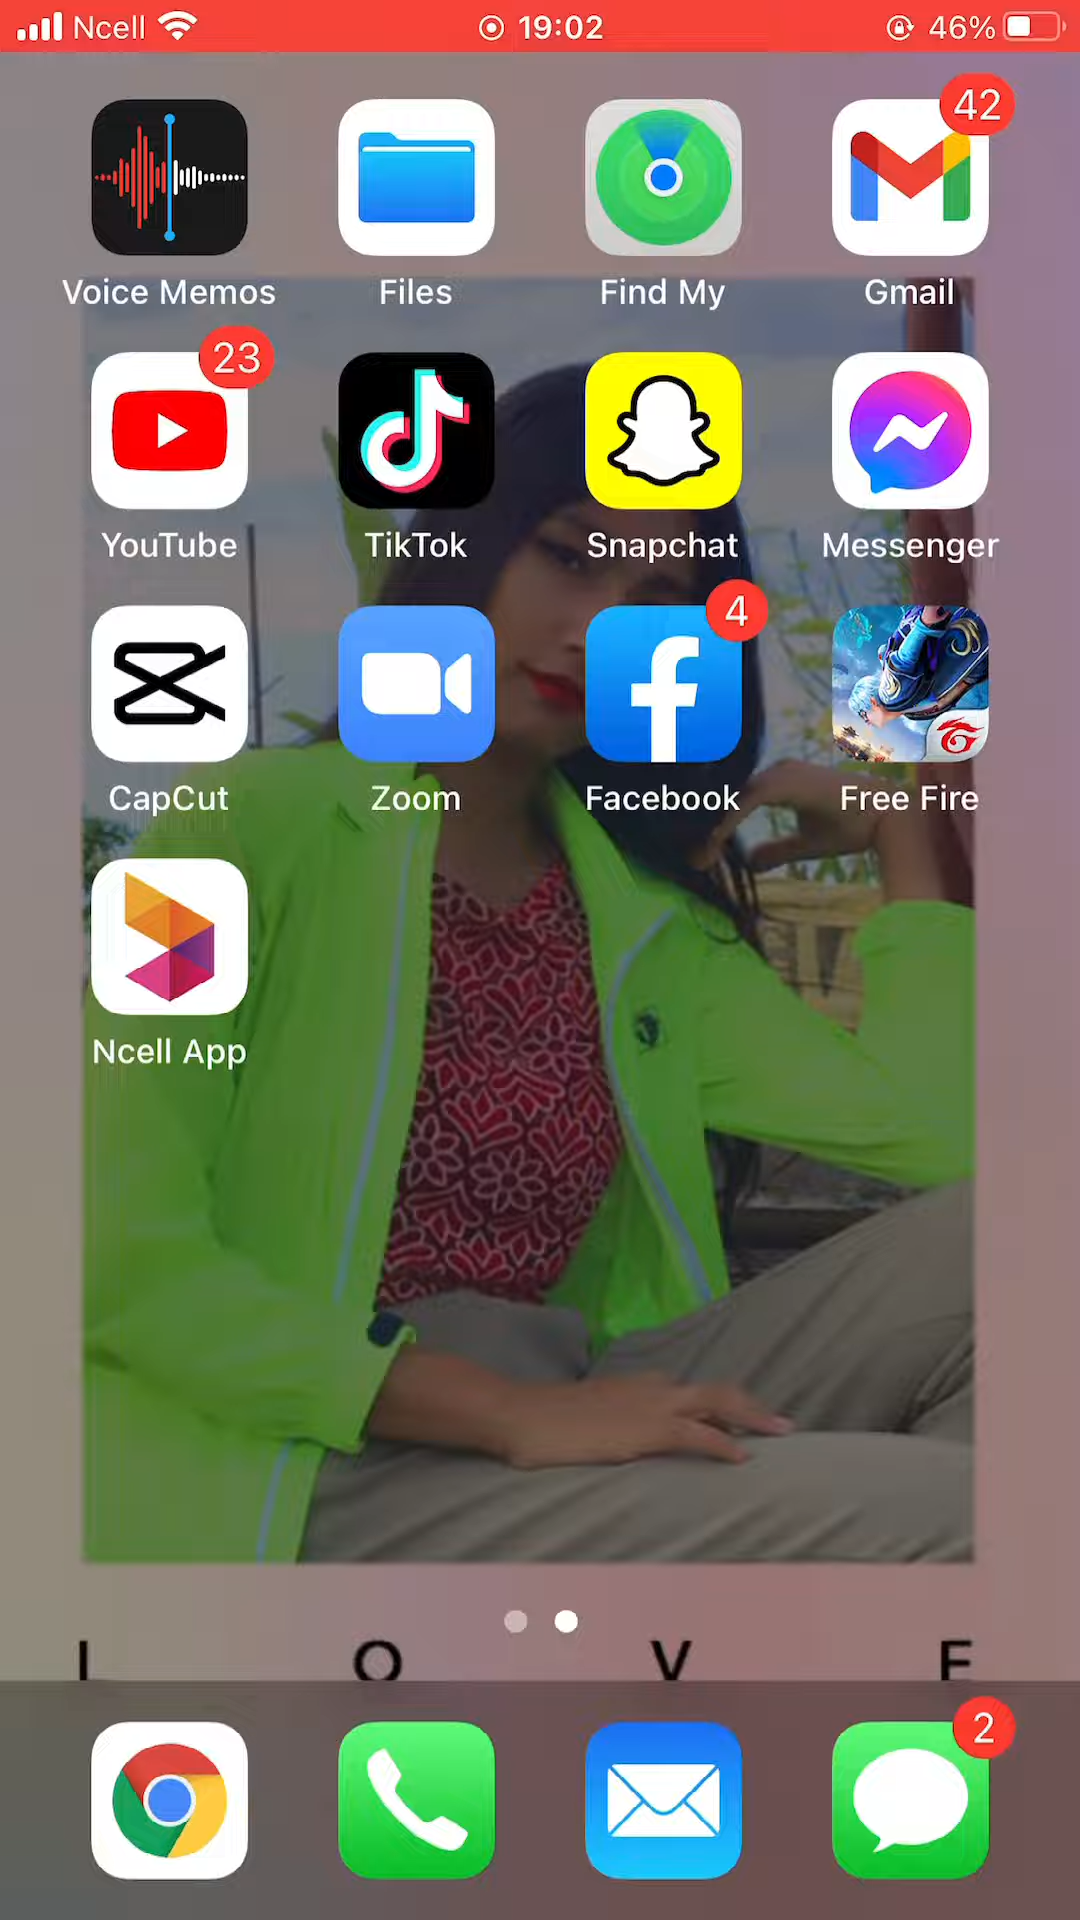 Ncell 19:02 46%
42
Voice Memos Files Find My Gmail
23
YouTube TikTok Snapchat Messenger
4
CapCut Zoom Facebook Free Fire
Ncell App
L O V E
2